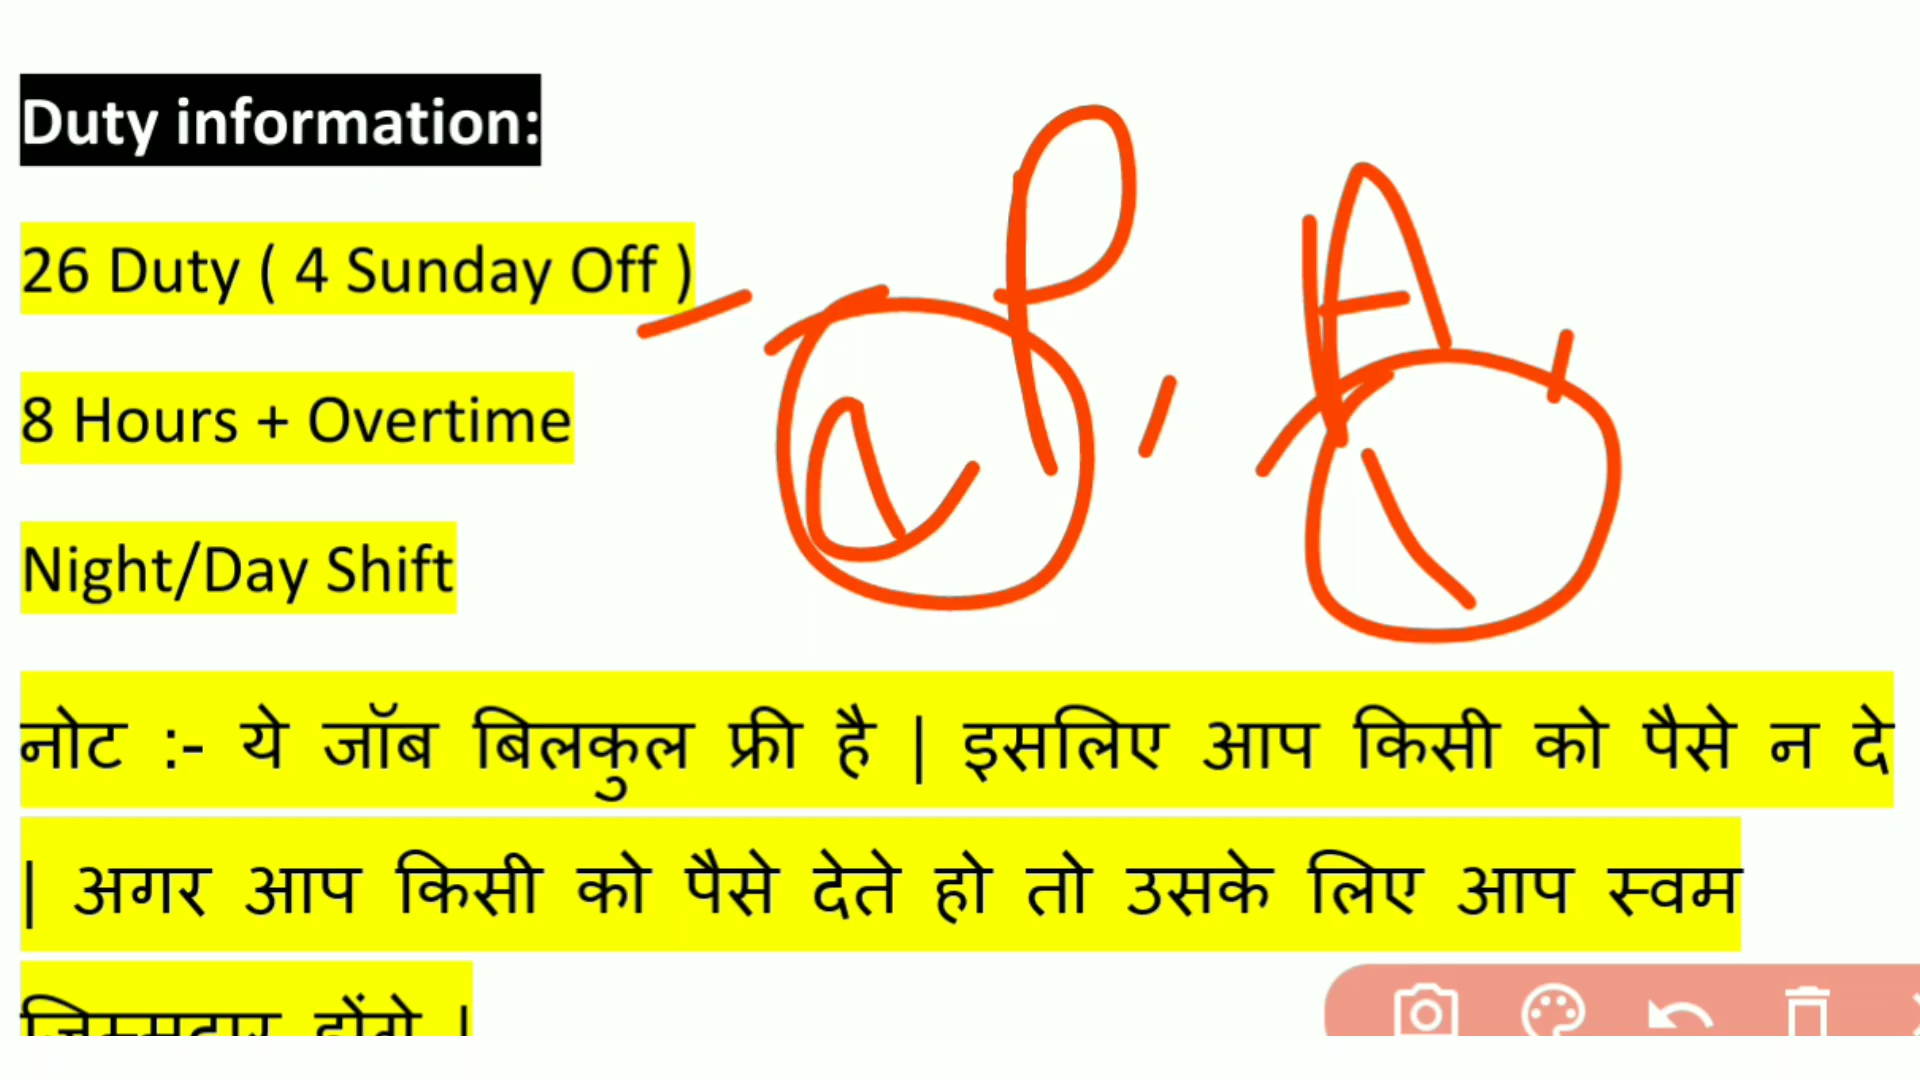 Duty information:
26 Duty ( 4 Sunday Off )
8 Hours + Overtime
Night/Day Shift
P, A
नोट :- ये जॉब बिलकुल फ्री है | इसलिए आप किसी को पैसे न दे
| अगर आप किसी को पैसे देते हो तो उसके लिए आप स्वम
जिम्मेदार होंगे |